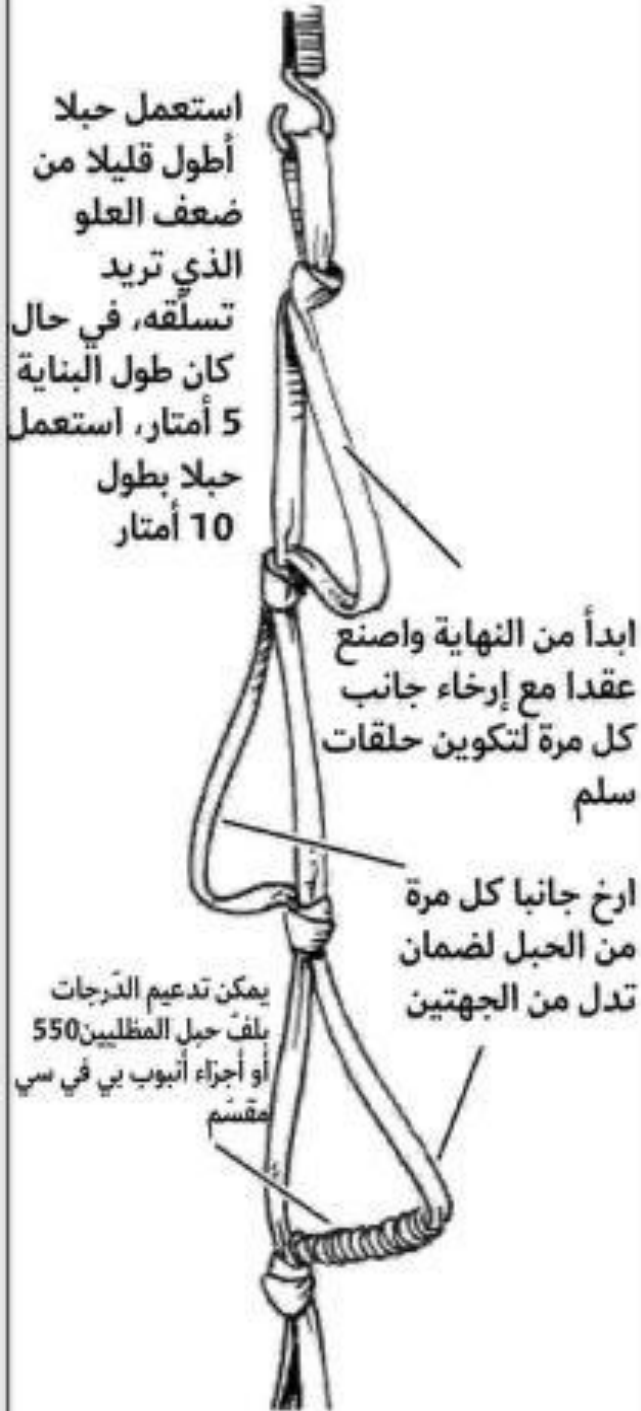 استعمل حبلا
أطول قليلا من
ضعف العلو
الذي تريد
تسلّقه، في حال
كان طول البناية
5 أمتار، استعمل
حبلا بطول
10 أمتار
ابدأ من النهاية واصنع
عقدا مع إرخاء جانب
كل مرة لتكوين حلقات
سلم
ارخ جانبا كل مرة
من الحبل لضمان
تدل من الجهتين
يمكن تدعيم الدّرجات
بلفّ حبل المظليين550
أو أجزاء أنبوب بي في سي
مقسّم